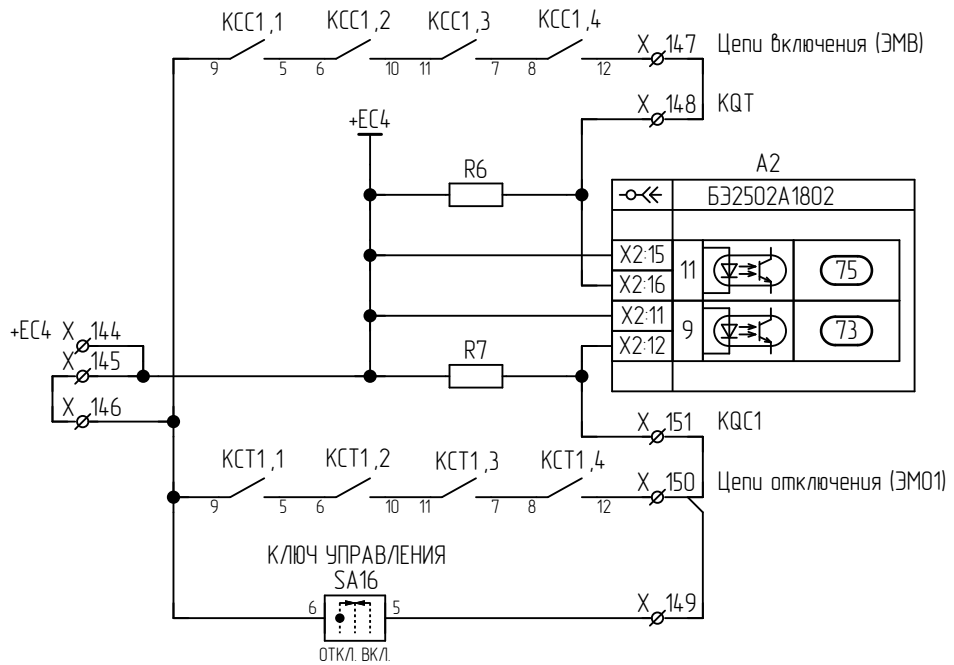 КСС1,1 КСС1,2 КСС1,3 КСС1,4
Х 147 Цепи включения (ЭМВ)
9 5 6 10 11 7 8 12
Х 148 KQT
+ЕС4
R6
А2
БЭ2502А1802
Х2:15
11
75
Х2:16
Х2:11
9
73
Х2:12
+ЕС4 Х 144
Х 145
R7
Х 146
Х 151 KQC1
КСТ1,1 КСТ1,2 КСТ1,3 КСТ1,4
Х 150 Цепи отключения (ЭМО1)
9 5 6 10 11 7 8 12
КЛЮЧ УПРАВЛЕНИЯ
SA16
6 5
Х 149
ОТКЛ. ВКЛ.